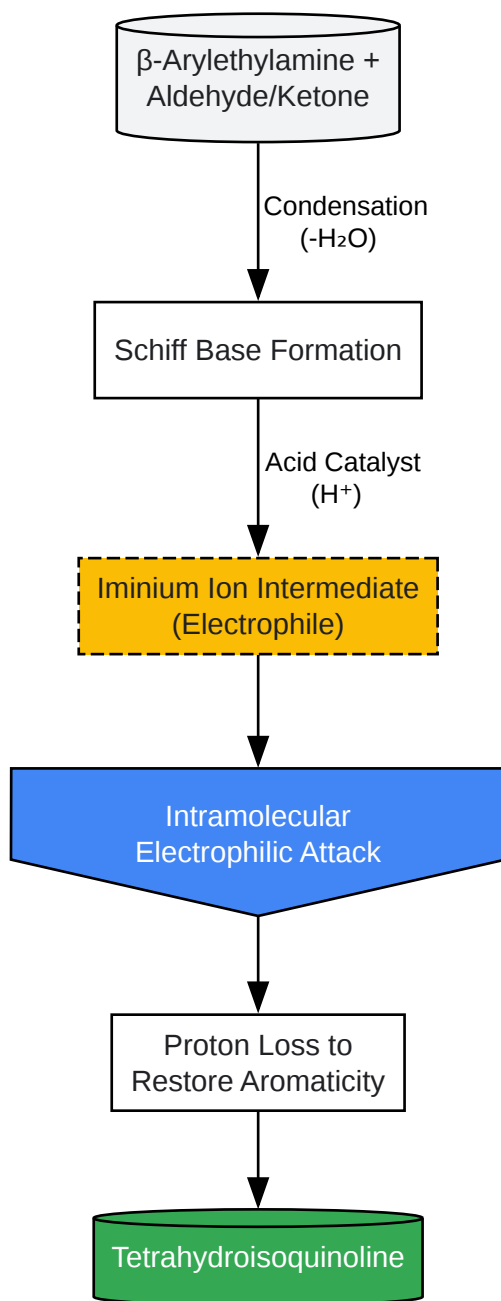 β-Arylethylamine +
Aldehyde/Ketone
Condensation
(-H₂O)
Schiff Base Formation
Acid Catalyst
(H⁺)
Iminium Ion Intermediate
(Electrophile)
Intramolecular
Electrophilic Attack
Proton Loss to
Restore Aromaticity
Tetrahydroisoquinoline